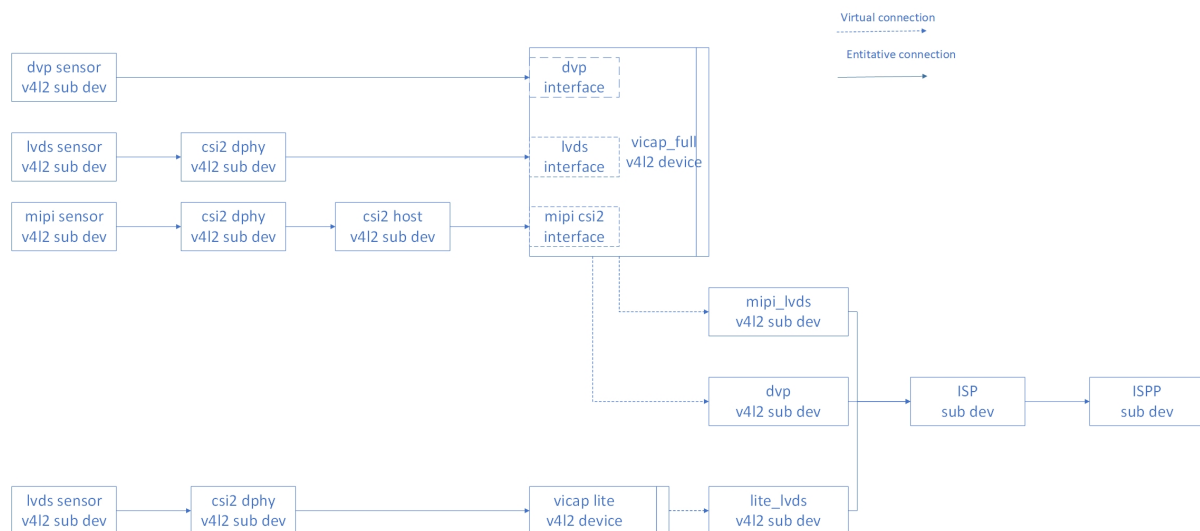 Virtual connection
Entitative connection
dvp sensor
v4l2 sub dev
dvp
interface
lvds sensor
v4l2 sub dev
csi2 dphy
v4l2 sub dev
lvds
interface
vicap_full
v4l2 device
mipi sensor
v4l2 sub dev
csi2 dphy
v4l2 sub dev
csi2 host
v4l2 sub dev
mipi csi2
interface
mipi_lvds
v4l2 sub dev
dvp
v4l2 sub dev
ISP
sub dev
ISPP
sub dev
lvds sensor
v4l2 sub dev
csi2 dphy
v4l2 sub dev
vicap lite
v4l2 device
lite_lvds
v4l2 sub dev